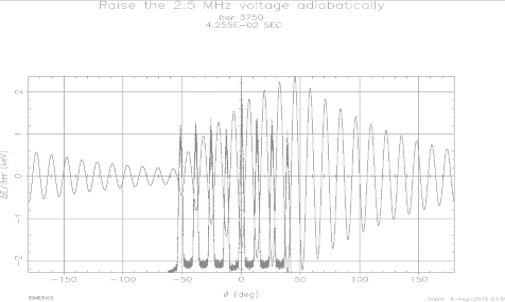 Raise the 2.5 MHz voltage adiabatically
Iter 3750
4.255E-02 SEC
2
1
0
-1
-2
dE/iter (keV)
-150
-100
-50
0
50
100
150
θ (deg)